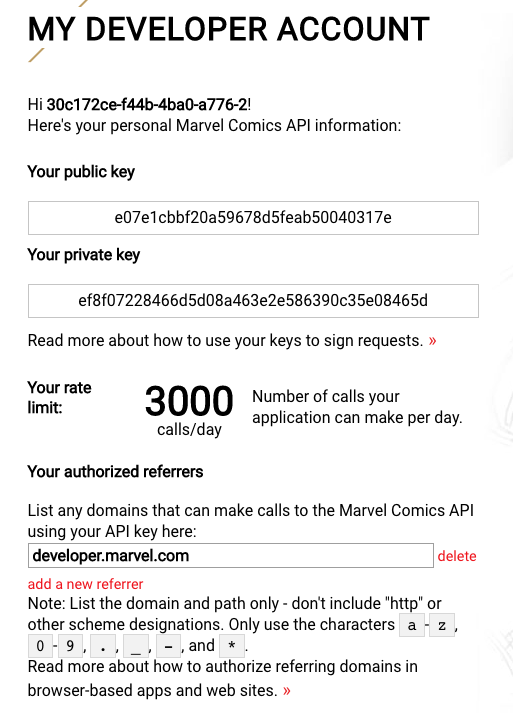 MY DEVELOPER ACCOUNT
Hi 30c172ce-f44b-4ba0-a776-2!
Here's your personal Marvel Comics API information:
Your public key
e07e1cbbf20a59678d5feab50040317e
Your private key
ef8f07228466d5d08a463e2e586390c35e08465d
Read more about how to use your keys to sign requests. »
Your rate
limit:
3000
calls/day
Number of calls your
application can make per day.
Your authorized referrers
List any domains that can make calls to the Marvel Comics API
using your API key here:
developer.marvel.com delete
add a new referrer
Note: List the domain and path only - don't include "http" or
other scheme designations. Only use the characters a - z ,
0 - 9 , . , _ , - , and * .
Read more about how to authorize referring domains in
browser-based apps and web sites. »